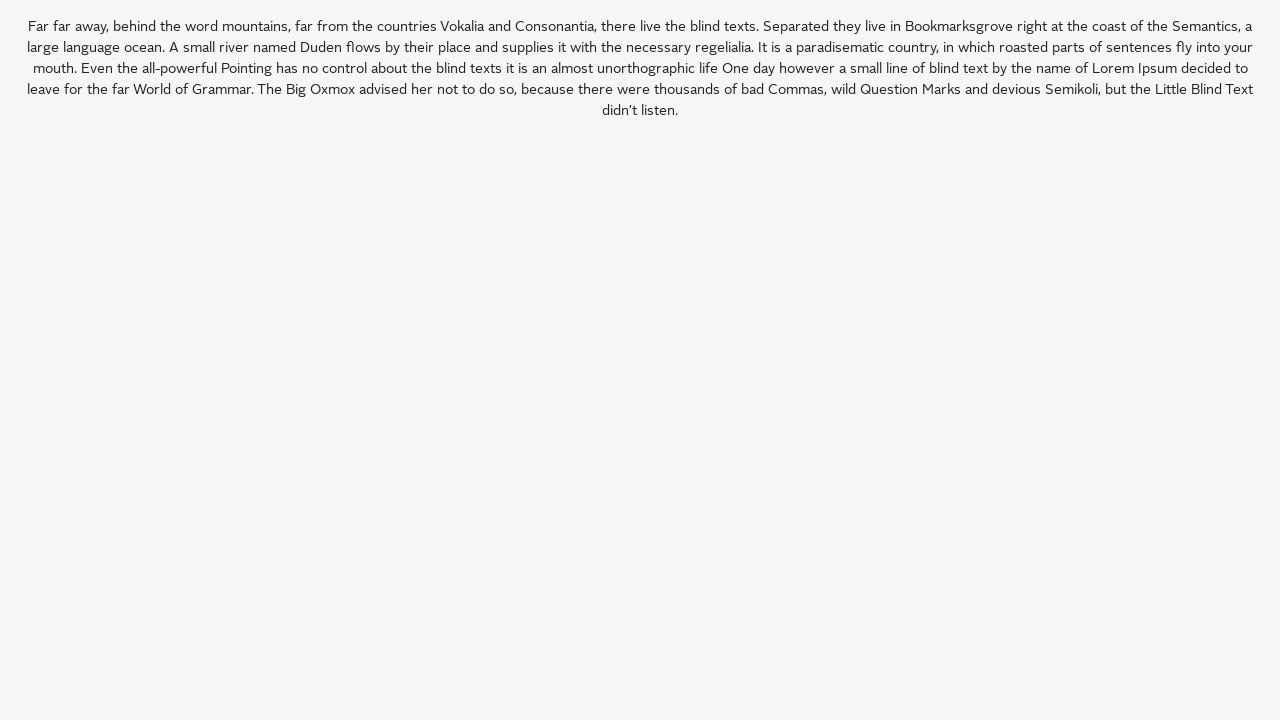 Far far away, behind the word mountains, far from the countries Vokalia and Consonantia, there live the blind texts. Separated they live in Bookmarksgrove right at the coast of the Semantics, a
large language ocean. A small river named Duden flows by their place and supplies it with the necessary regelialia. It is a paradisematic country, in which roasted parts of sentences fly into your
mouth. Even the all-powerful Pointing has no control about the blind texts it is an almost unorthographic life One day however a small line of blind text by the name of Lorem Ipsum decided to
leave for the far World of Grammar. The Big Oxmox advised her not to do so, because there were thousands of bad Commas, wild Question Marks and devious Semikoli, but the Little Blind Text
didn't listen.